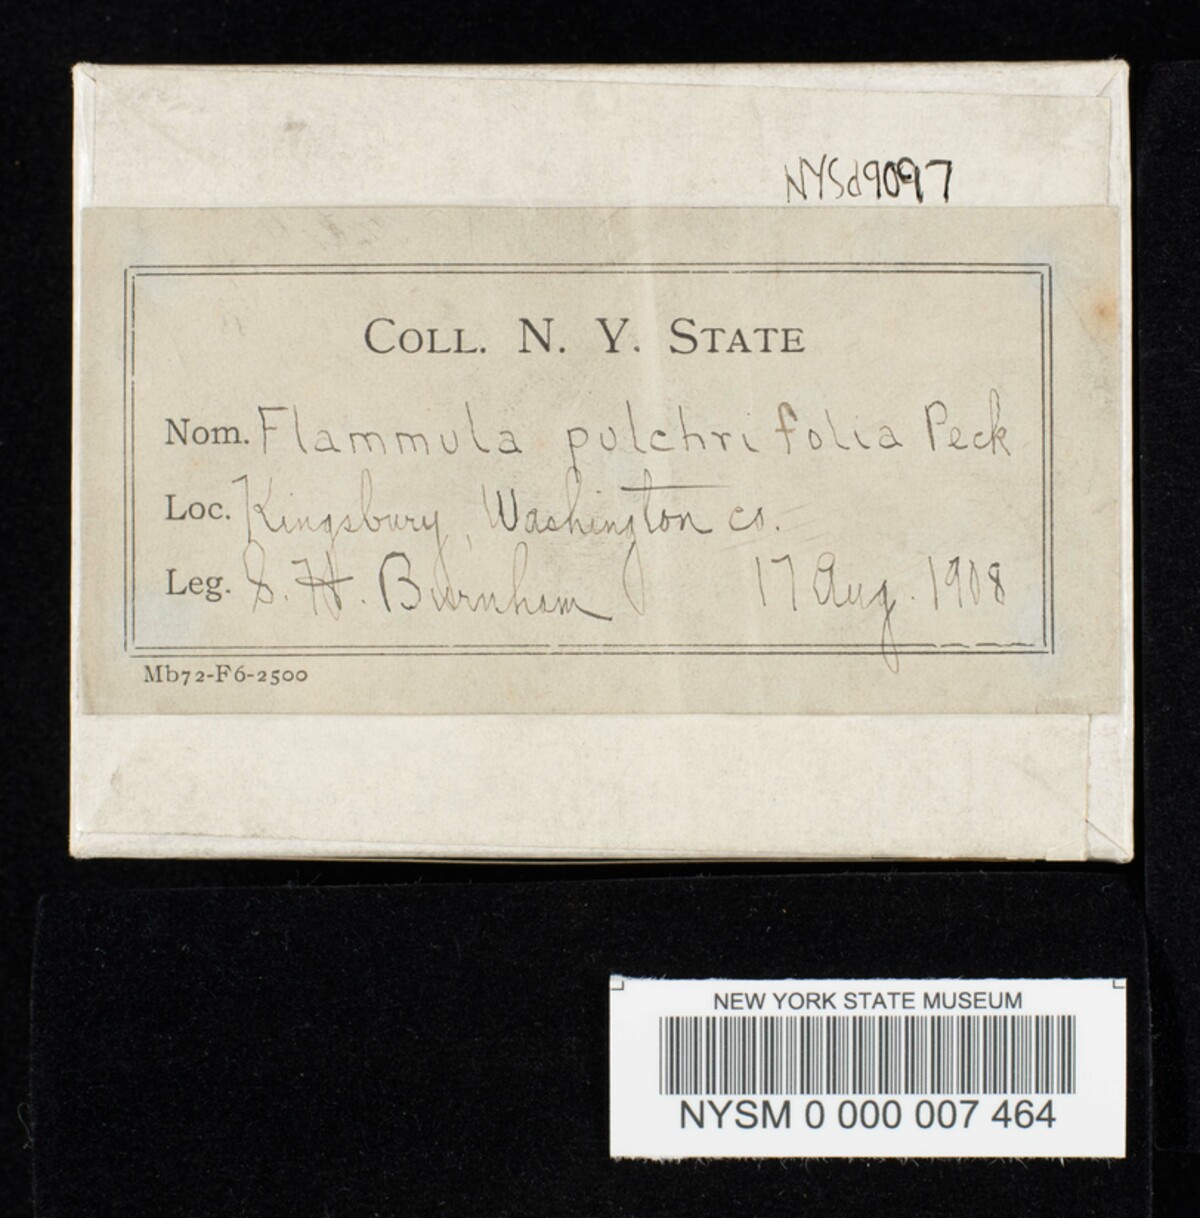 NYSd9097
COLL. N. Y. STATE
Nom. Flammula pulchrifolia Peck
Loc. Kingsbury, Washington co.
Leg. S. H. Burnham 17 Aug. 1908
Mb72-F6-2500
NEW YORK STATE MUSEUM
NYSM 0 000 007 464